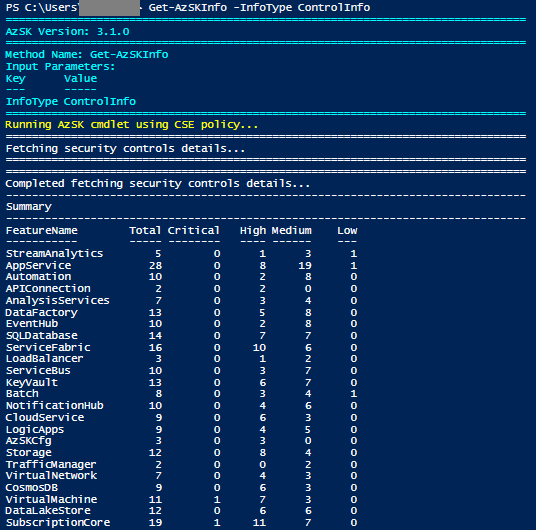 PS C:\Users\ > Get-AzSKInfo -InfoType ControlInfo
================================================================================
AzSK Version: 3.1.0
================================================================================
Method Name: Get-AzSKInfo
Input Parameters:
Key Value
--- -----
InfoType ControlInfo
================================================================================
Running AzSK cmdlet using CSE policy...
================================================================================
Fetching security controls details...
================================================================================
================================================================================
Completed fetching security controls details...
--------------------------------------------------------------------------------
Summary
--------------------------------------------------------------------------------
FeatureName Total Critical High Medium Low
----------- ----- -------- ---- ------ ---
StreamAnalytics 5 0 1 3 1
AppService 28 0 8 19 1
Automation 10 0 2 8 0
APIConnection 2 0 2 0 0
AnalysisServices 7 0 3 4 0
DataFactory 13 0 5 8 0
EventHub 10 0 2 8 0
SQLDatabase 14 0 7 7 0
ServiceFabric 16 0 10 6 0
LoadBalancer 3 0 1 2 0
ServiceBus 10 0 3 7 0
KeyVault 13 0 6 7 0
Batch 8 0 3 4 1
NotificationHub 10 0 4 6 0
CloudService 9 0 6 3 0
LogicApps 9 0 4 5 0
AzSKCfg 3 0 3 0 0
Storage 12 0 8 4 0
TrafficManager 2 0 0 2 0
VirtualNetwork 7 0 4 3 0
CosmosDB 9 0 6 3 0
VirtualMachine 11 1 7 3 0
DataLakeStore 12 0 6 6 0
SubscriptionCore 19 1 11 7 0